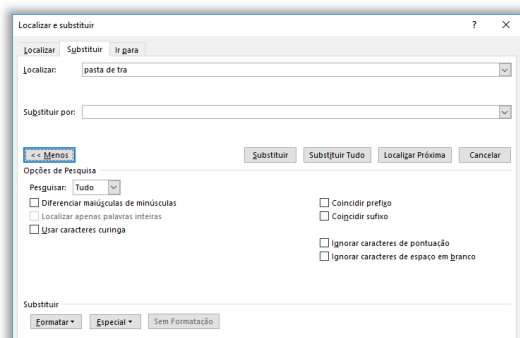 Localizar e substituir ? ×
Localizar Substituir Ir para
Localizar: pasta de tra
Substituir por:
<< Menos Substituir Substituir Tudo Localizar Próxima Cancelar
Opções de Pesquisa
Pesquisar: Tudo
Diferenciar maiúsculas de minúsculas Coincidir prefixo
Localizar apenas palavras inteiras Coincidir sufixo
Usar caracteres curinga
Ignorar caracteres de pontuação
Ignorar caracteres de espaço em branco
Substituir
Formatar Especial Sem Formatação